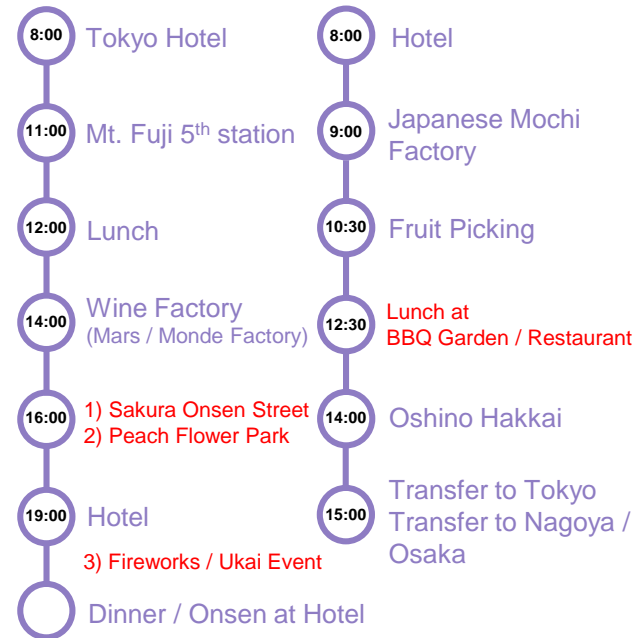 8:00 Tokyo Hotel
11:00 Mt. Fuji 5th station
12:00 Lunch
14:00 Wine Factory
(Mars / Monde Factory)
16:00 1) Sakura Onsen Street
2) Peach Flower Park
19:00 Hotel
3) Fireworks / Ukai Event
Dinner / Onsen at Hotel
8:00 Hotel
9:00 Japanese Mochi
Factory
10:30 Fruit Picking
12:30 Lunch at
BBQ Garden / Restaurant
14:00 Oshino Hakkai
15:00 Transfer to Tokyo
Transfer to Nagoya /
Osaka